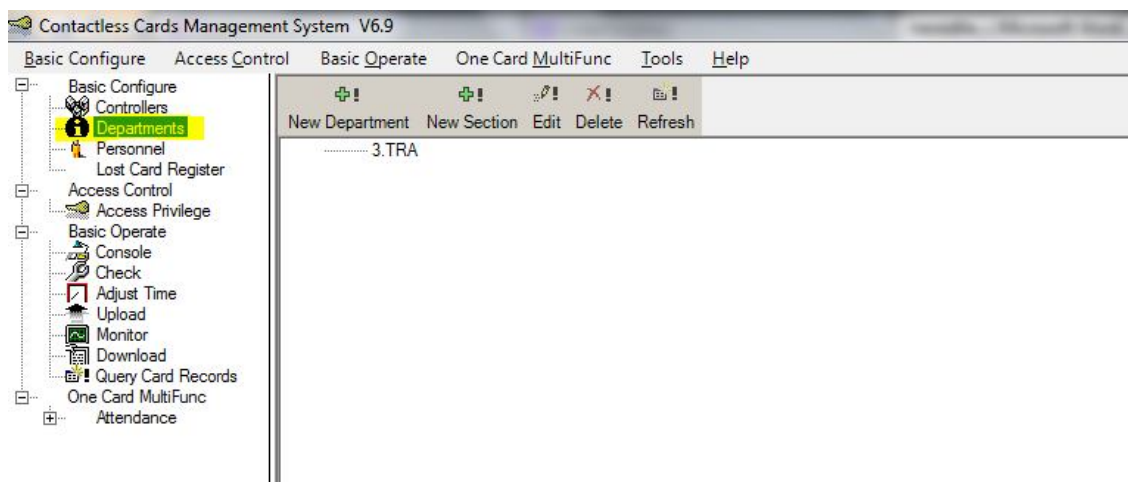 Contactless Cards Management System V6.9
Basic Configure Access Control Basic Operate One Card MultiFunc Tools Help
Basic Configure
Controllers
Departments
Personnel
Lost Card Register
Access Control
Access Privilege
Basic Operate
Console
Check
Adjust Time
Upload
Monitor
Download
Query Card Records
One Card MultiFunc
Attendance
New Department New Section Edit Delete Refresh
3.TRA